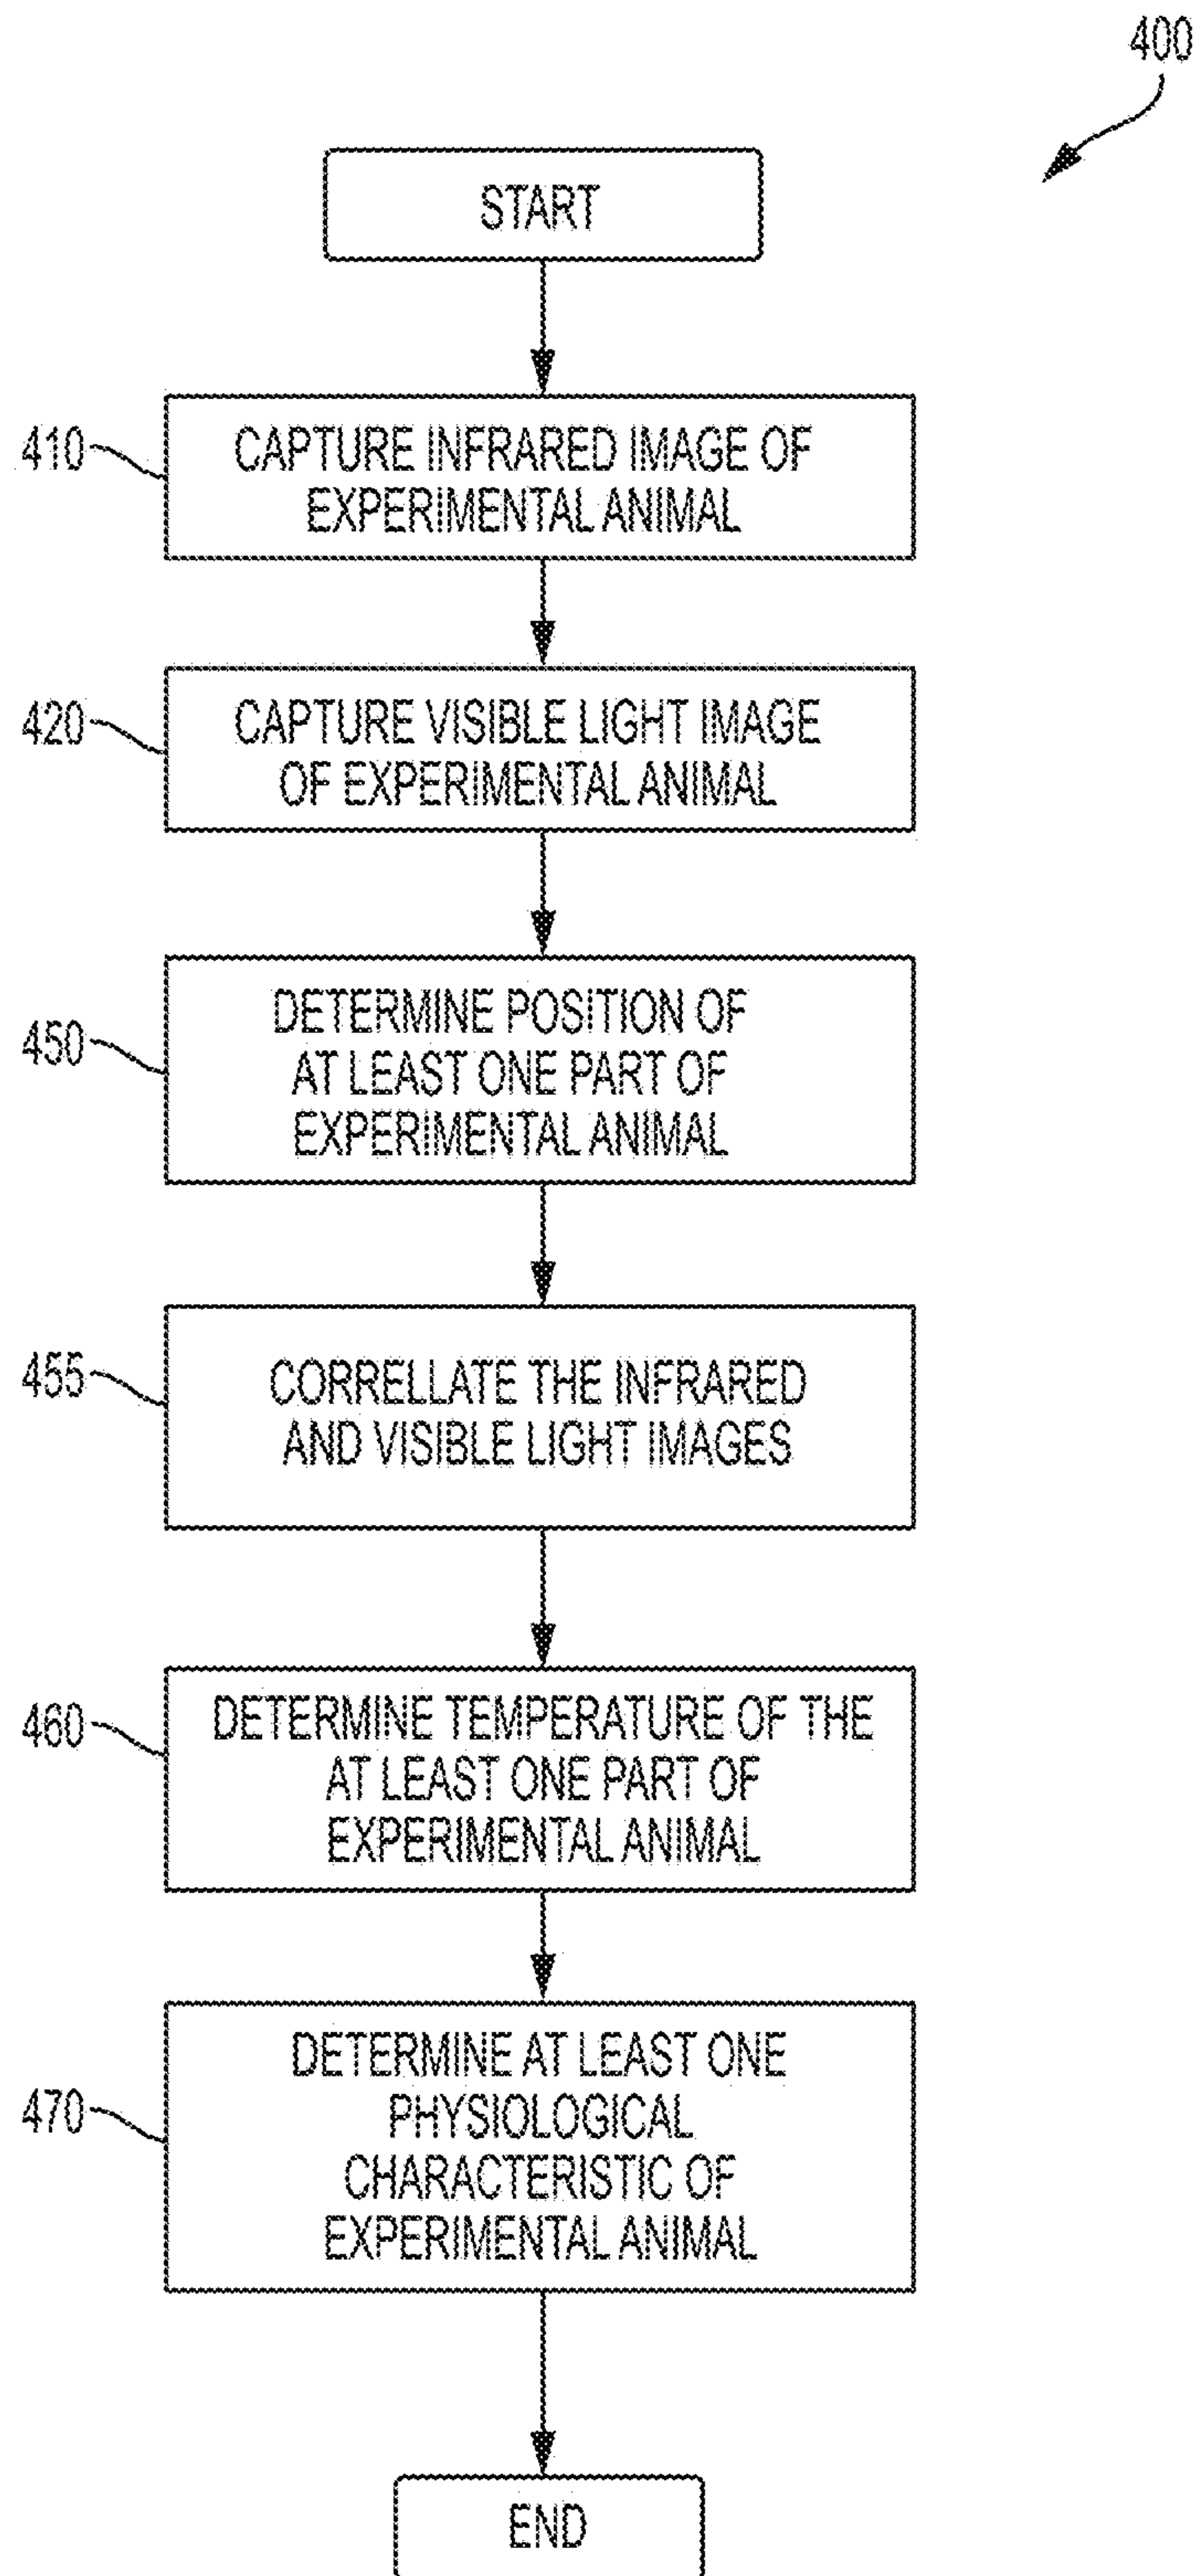 400
START
410
CAPTURE INFRARED IMAGE OF
EXPERIMENTAL ANIMAL
420
CAPTURE VISIBLE LIGHT IMAGE
OF EXPERIMENTAL ANIMAL
450
DETERMINE POSITION OF
AT LEAST ONE PART OF
EXPERIMENTAL ANIMAL
455
CORRELLATE THE INFRARED
AND VISIBLE LIGHT IMAGES
460
DETERMINE TEMPERATURE OF THE
AT LEAST ONE PART OF
EXPERIMENTAL ANIMAL
470
DETERMINE AT LEAST ONE
PHYSIOLOGICAL
CHARACTERISTIC OF
EXPERIMENTAL ANIMAL
END